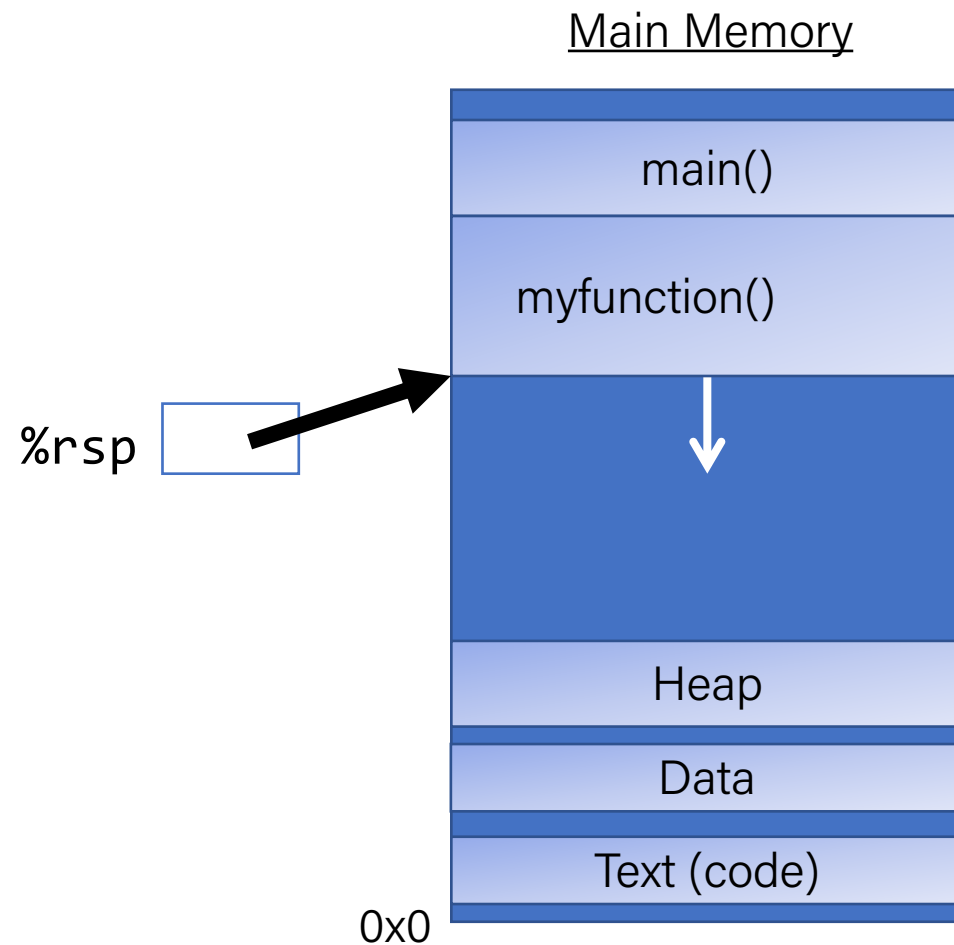 Main Memory
main()
myfunction()
%rsp
Heap
Data
Text (code)
0x0